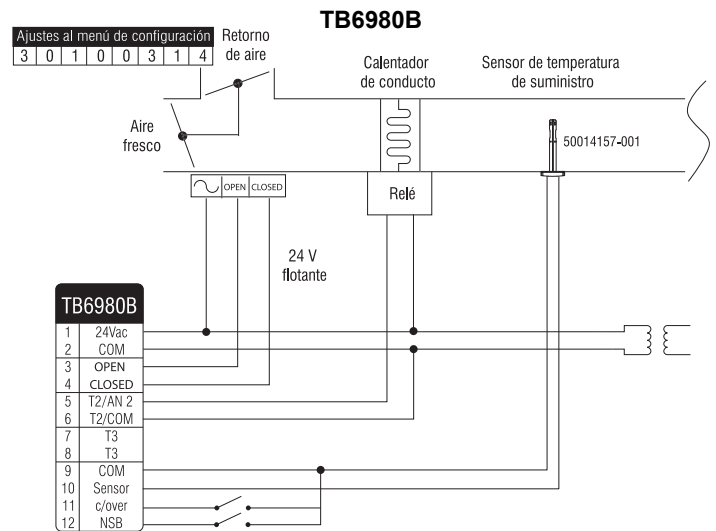 TB6980B
Ajustes al menú de configuración
3 0 1 0 0 3 1 4
Retorno
de aire
Calentador
de conducto
Sensor de temperatura
de suministro
Aire
fresco
50014157-001
OPEN CLOSED
Relé
24 V
flotante
TB6980B
1 24Vac
2 COM
3 OPEN
4 CLOSED
5 T2/AN 2
6 T2/COM
7 T3
8 T3
9 COM
10 Sensor
11 c/over
12 NSB